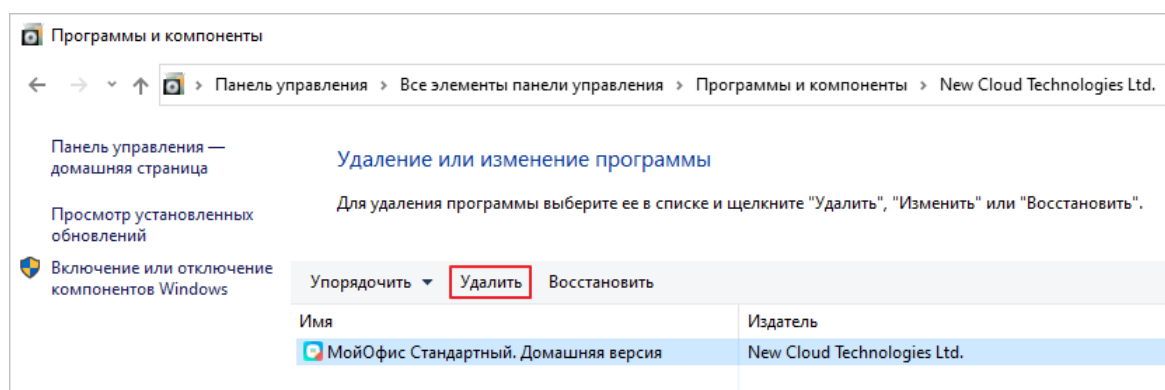 Программы и компоненты
Панель управления > Все элементы панели управления > Программы и компоненты > New Cloud Technologies Ltd.
Панель управления —
домашняя страница
Просмотр установленных
обновлений
Включение или отключение
компонентов Windows
Удаление или изменение программы
Для удаления программы выберите ее в списке и щелкните "Удалить", "Изменить" или "Восстановить".
Упорядочить Удалить Восстановить
Имя Издатель
МойОфис Стандартный. Домашняя версия New Cloud Technologies Ltd.